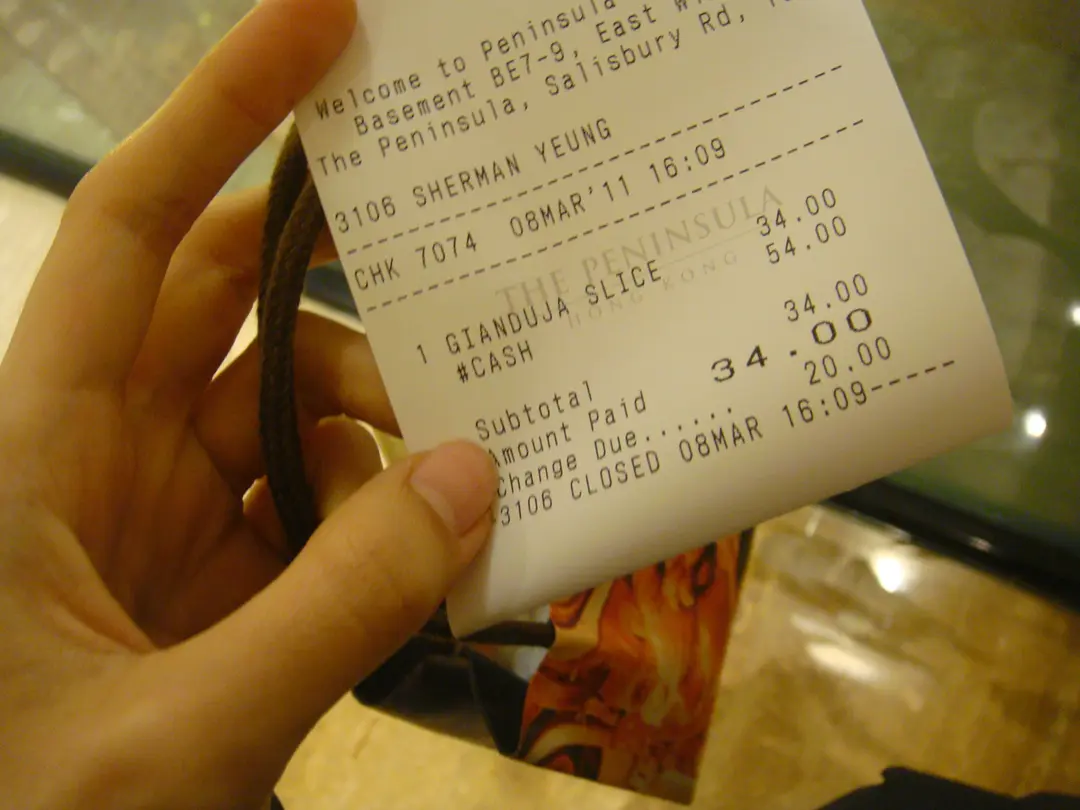 Welcome to Peninsula
Basement BE7-9, East
The Peninsula, Salisbury Rd,
3106 SHERMAN YEUNG
CHK 7074 08MAR'11 16:09
THE PENINSULA
HONG KONG
1 GIANDUJA SLICE 34.00
#CASH 54.00
Subtotal 34.00
Amount Paid 34.00
Change Due...... 20.00
3106 CLOSED 08MAR 16:09-----